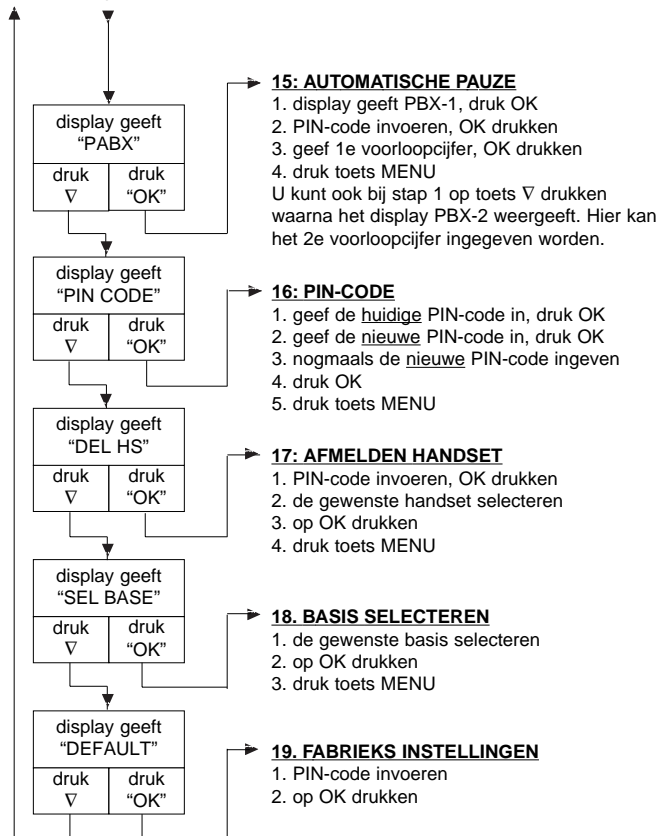 display geeft
“PABX”
druk
∇
druk
“OK”
15: AUTOMATISCHE PAUZE
1. display geeft PBX-1, druk OK
2. PIN-code invoeren, OK drukken
3. geef 1e voorloopcijfer, OK drukken
4. druk toets MENU
U kunt ook bij stap 1 op toets ∇ drukken
waarna het display PBX-2 weergeeft. Hier kan
het 2e voorloopcijfer ingegeven worden.
display geeft
“PIN CODE”
druk
∇
druk
“OK”
16: PIN-CODE
1. geef de huidige PIN-code in, druk OK
2. geef de nieuwe PIN-code in, druk OK
3. nogmaals de nieuwe PIN-code ingeven
4. druk OK
5. druk toets MENU
display geeft
“DEL HS”
druk
∇
druk
“OK”
17: AFMELDEN HANDSET
1. PIN-code invoeren, OK drukken
2. de gewenste handset selecteren
3. op OK drukken
4. druk toets MENU
display geeft
“SEL BASE”
druk
∇
druk
“OK”
18. BASIS SELECTEREN
1. de gewenste basis selecteren
2. op OK drukken
3. druk toets MENU
display geeft
“DEFAULT”
druk
∇
druk
“OK”
19. FABRIEKS INSTELLINGEN
1. PIN-code invoeren
2. op OK drukken